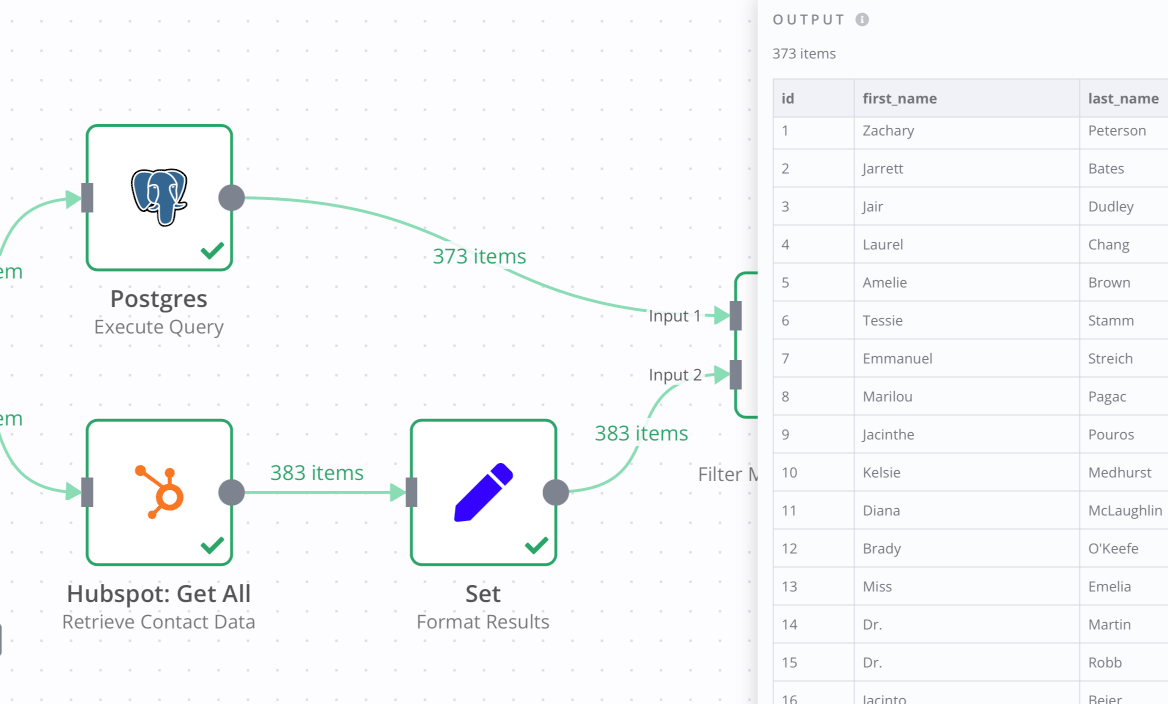 em
Postgres
Execute Query
373 items
Input 1
Input 2
em
383 items
383 items
Hubspot: Get All
Retrieve Contact Data
Set
Format Results
Filter
OUTPUT
373 items
id first_name last_name
1 Zachary Peterson
2 Jarrett Bates
3 Jair Dudley
4 Laurel Chang
5 Amelie Brown
6 Tessie Stamm
7 Emmanuel Streich
8 Marilou Pagac
9 Jacinthe Pouros
10 Kelsie Medhurst
11 Diana McLaughlin
12 Brady O'Keefe
13 Miss Emelia
14 Dr. Martin
15 Dr. Robb
16 Jacinto Beier